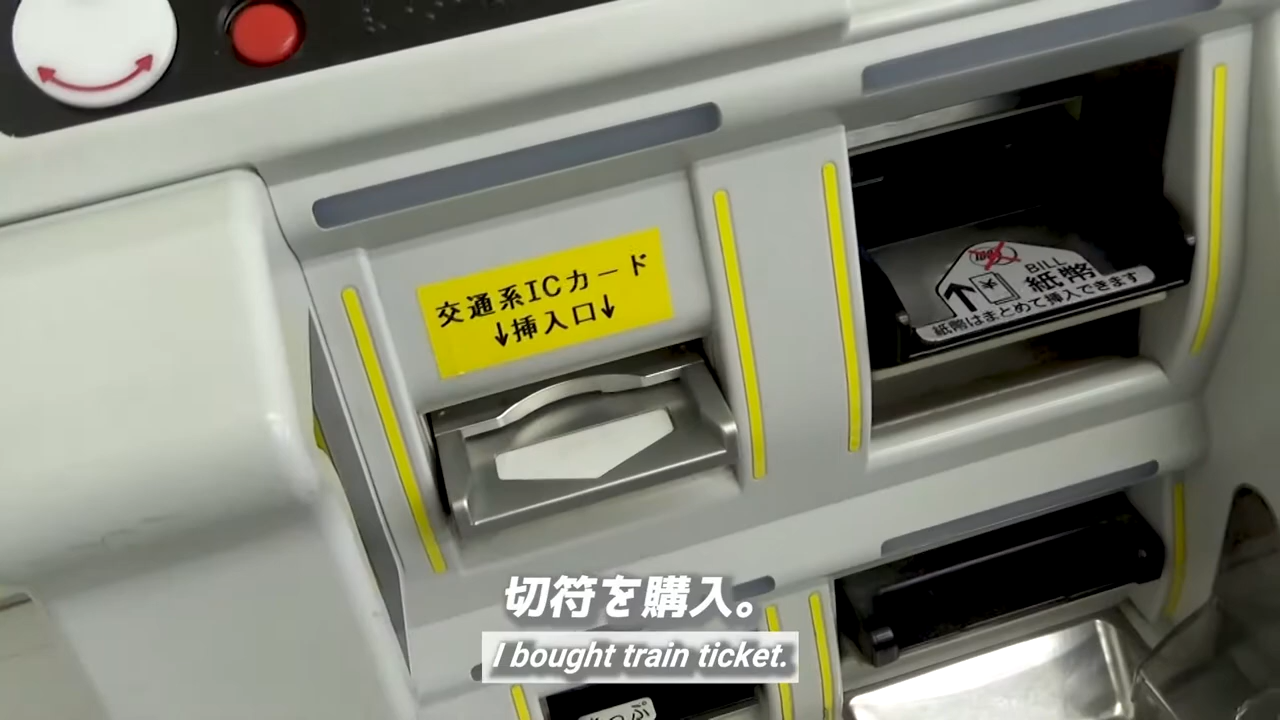 交通系ICカード
↓挿入口↓
BILL
紙幣
紙幣はまとめて挿入できます
切符を購入。
I bought train ticket.